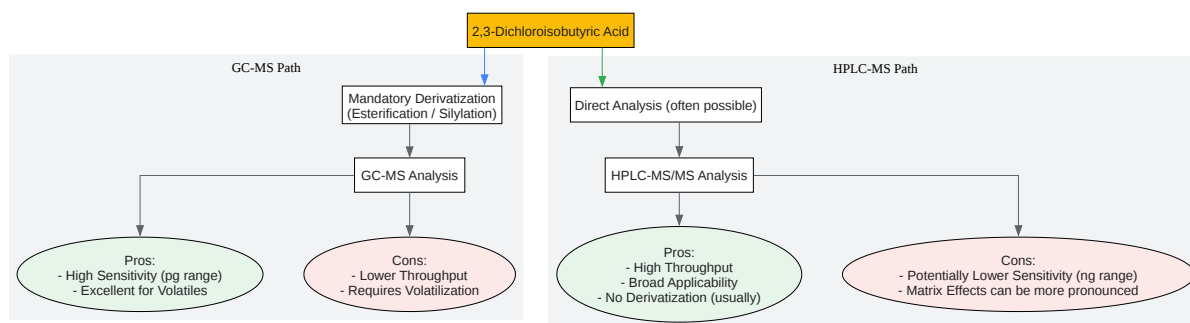 2,3-Dichloroisobutyric Acid
GC-MS Path
Mandatory Derivatization
(Esterification / Silylation)
GC-MS Analysis
Pros:
- High Sensitivity (pg range)
- Excellent for Volatiles
Cons:
- Lower Throughput
- Requires Volatilization
HPLC-MS Path
Direct Analysis (often possible)
HPLC-MS/MS Analysis
Pros:
- High Throughput
- Broad Applicability
- No Derivatization (usually)
Cons:
- Potentially Lower Sensitivity (ng range)
- Matrix Effects can be more pronounced